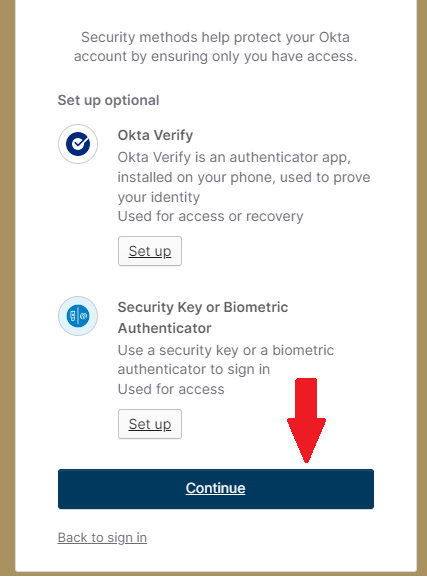 Security methods help protect your Okta
account by ensuring only you have access.
Set up optional
Okta Verify
Okta Verify is an authenticator app,
installed on your phone, used to prove
your identity
Used for access or recovery
Set up
Security Key or Biometric
Authenticator
Use a security key or a biometric
authenticator to sign in
Used for access
Set up
Continue
Back to sign in